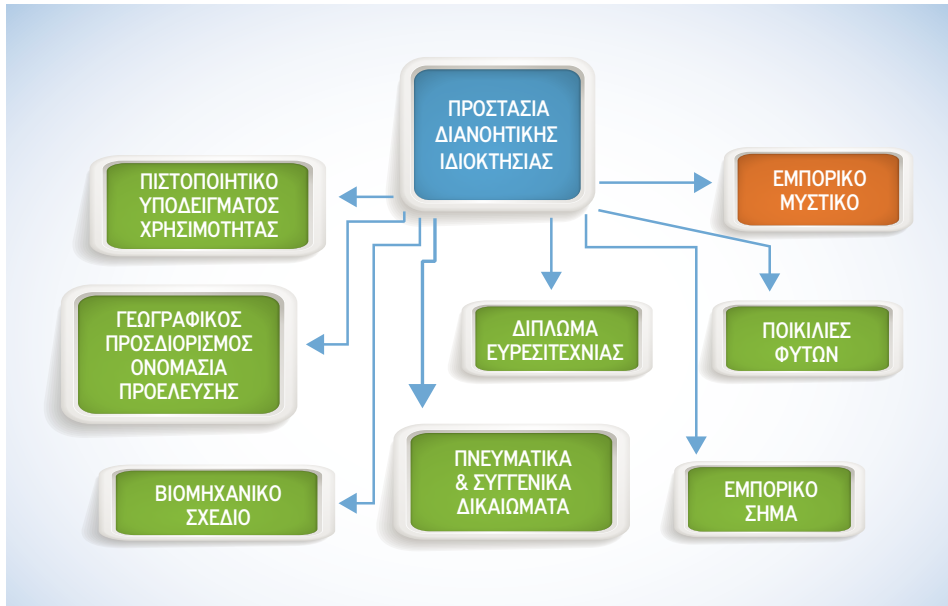 ΠΡΟΣΤΑΣΙΑ
ΔΙΑΝΟΗΤΙΚΗΣ
ΙΔΙΟΚΤΗΣΙΑΣ
ΠΙΣΤΟΠΟΙΗΤΙΚΟ
ΥΠΟΔΕΙΓΜΑΤΟΣ
ΧΡΗΣΙΜΟΤΗΤΑΣ
ΕΜΠΟΡΙΚΟ
ΜΥΣΤΙΚΟ
ΓΕΩΓΡΑΦΙΚΟΣ
ΠΡΟΣΔΙΟΡΙΣΜΟΣ
ΟΝΟΜΑΣΙΑ
ΠΡΟΕΛΕΥΣΗΣ
ΔΙΠΛΩΜΑ
ΕΥΡΕΣΙΤΕΧΝΙΑΣ
ΠΟΙΚΙΛΙΕΣ
ΦΥΤΩΝ
ΒΙΟΜΗΧΑΝΙΚΟ
ΣΧΕΔΙΟ
ΠΝΕΥΜΑΤΙΚΑ
& ΣΥΓΓΕΝΙΚΑ
ΔΙΚΑΙΩΜΑΤΑ
ΕΜΠΟΡΙΚΟ
ΣΗΜΑ